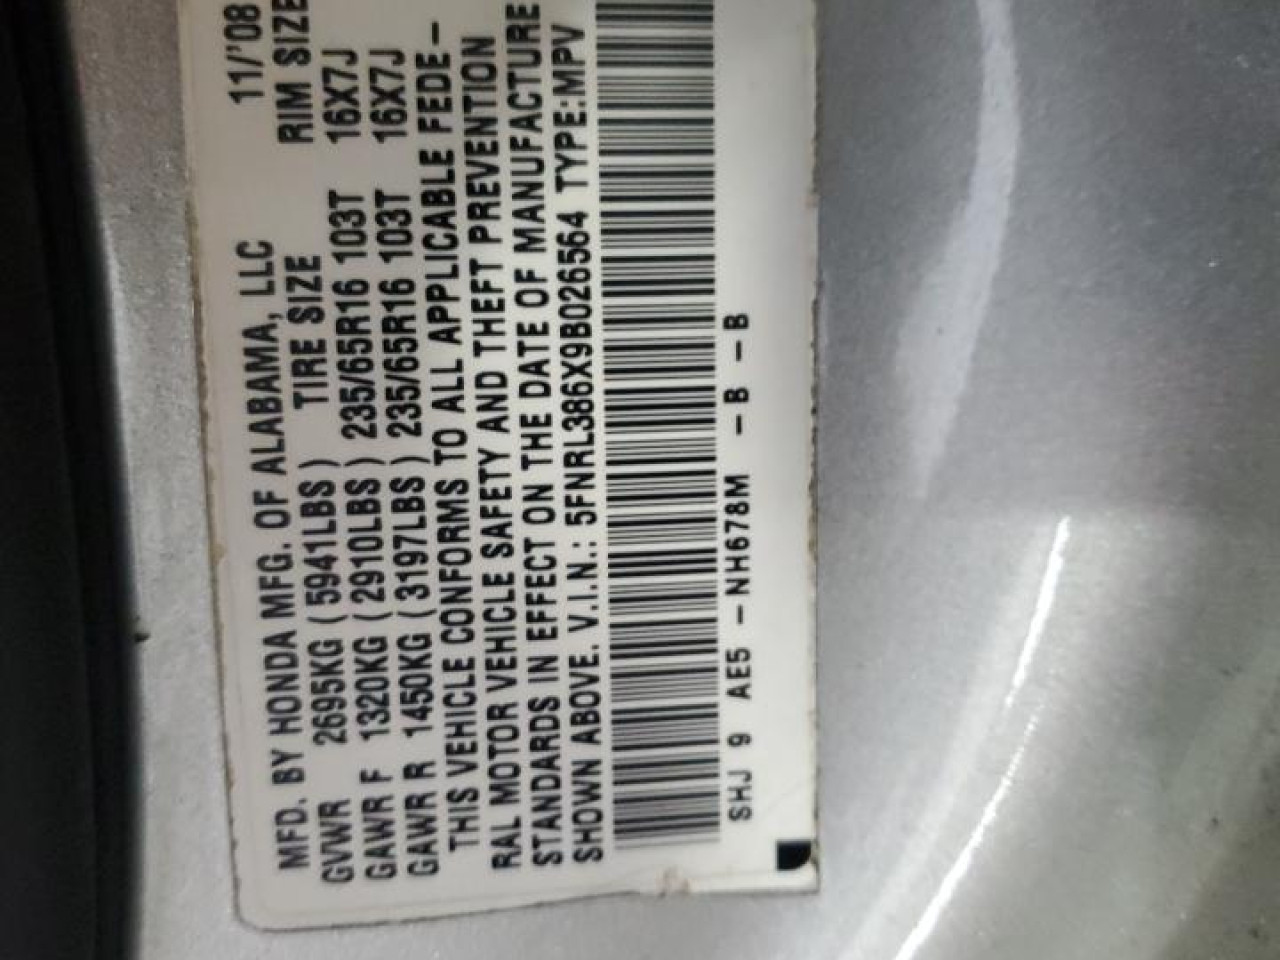 MFD. BY HONDA MFG. OF ALABAMA, LLC 11/'08
GVWR 2695KG (5941LBS) TIRE SIZE RIM SIZE
GAWR F 1320KG (2910LBS) 235/65R16 103T 16X7J
GAWR R 1450KG (3197LBS) 235/65R16 103T 16X7J
THIS VEHICLE CONFORMS TO ALL APPLICABLE FEDE-
RAL MOTOR VEHICLE SAFETY AND THEFT PREVENTION
STANDARDS IN EFFECT ON THE DATE OF MANUFACTURE
SHOWN ABOVE. V.I.N.: 5FNRL386X9B026564 TYPE:MPV
SHJ 9 AE5 -NH678M -B -B